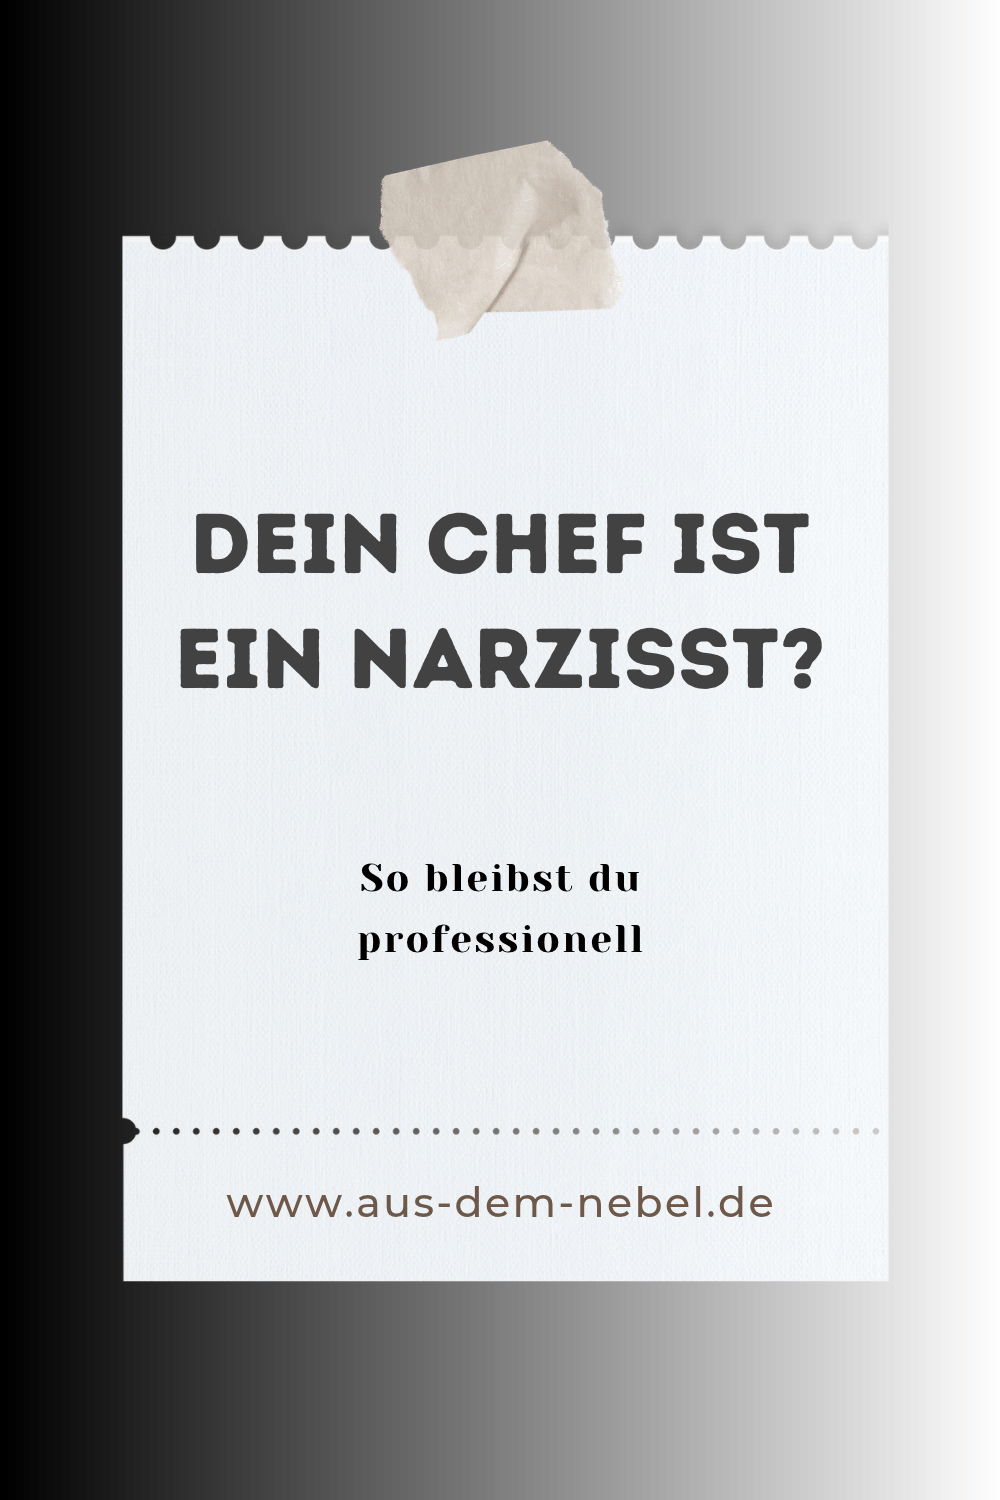 DEIN CHEF IST
EIN NARZISST?
So bleibst du
professionell
www.aus-dem-nebel.de